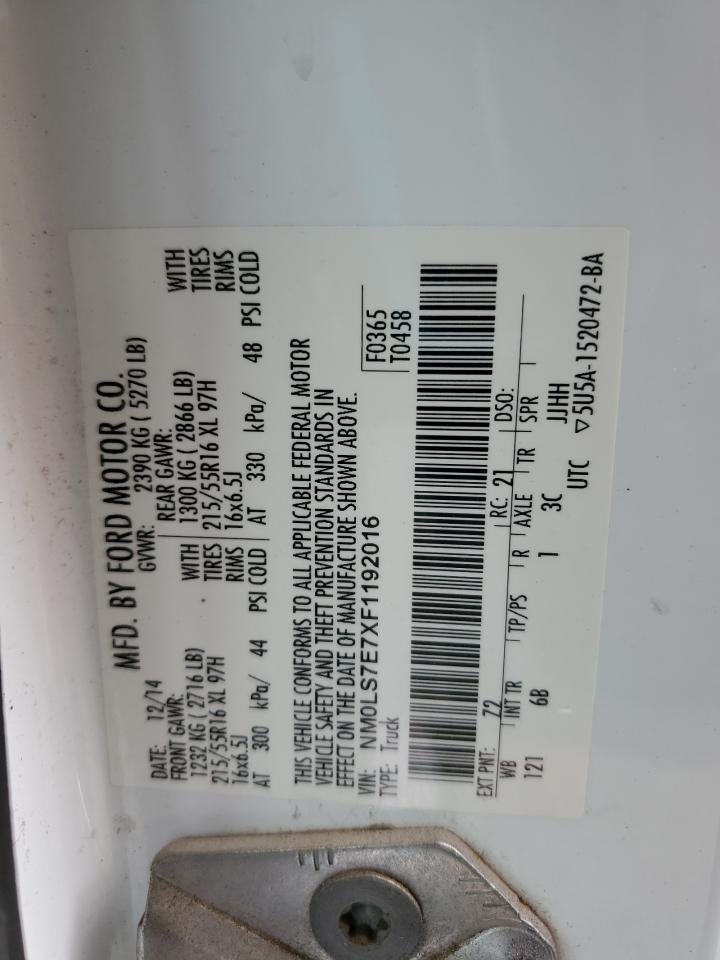 MFD. BY FORD MOTOR CO.
DATE: 12/14 GVWR: 2390 KG ( 5270 LB)
FRONT GAWR: REAR GAWR:
1232 KG ( 2716 LB) WITH 1300 KG ( 2866 LB) WITH
215/55R16 XL 97H TIRES 215/55R16 XL 97H TIRES
16x6.5J RIMS 16x6.5J RIMS
AT 300 kPa/ 44 PSI COLD AT 330 kPa/ 48 PSI COLD
THIS VEHICLE CONFORMS TO ALL APPLICABLE FEDERAL MOTOR
VEHICLE SAFETY AND THEFT PREVENTION STANDARDS IN
EFFECT ON THE DATE OF MANUFACTURE SHOWN ABOVE.
VIN: NM0LS7E7XF1192016 F0365
TYPE: Truck T0458
EXT PNT: Z2 RC: 21 DSO:
WB INT TR TP/PS R AXLE TR SPR
121 6B 1 3C JJHH
UTC ▽5U5A-1520472-BA